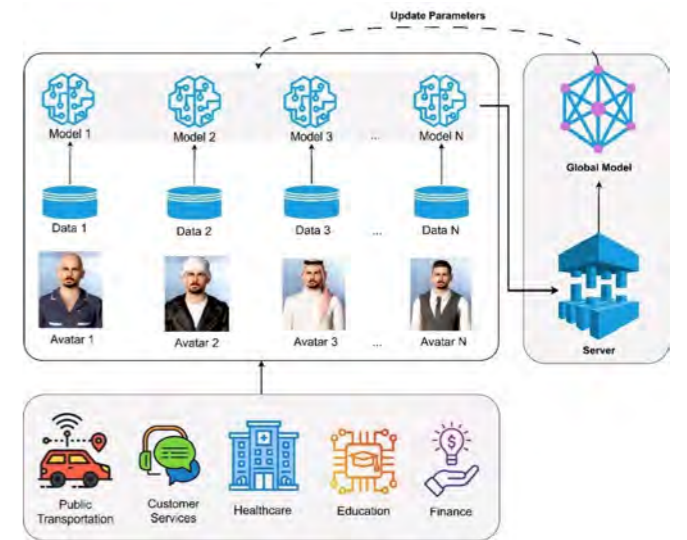 Update Parameters
Model 1
Model 2
Model 3
...
Model N
Global Model
Data 1
Data 2
Data 3
...
Data N
Avatar 1
Avatar 2
Avatar 3
...
Avatar N
Server
Public
Transportation
Customer
Services
Healthcare
Education
Finance